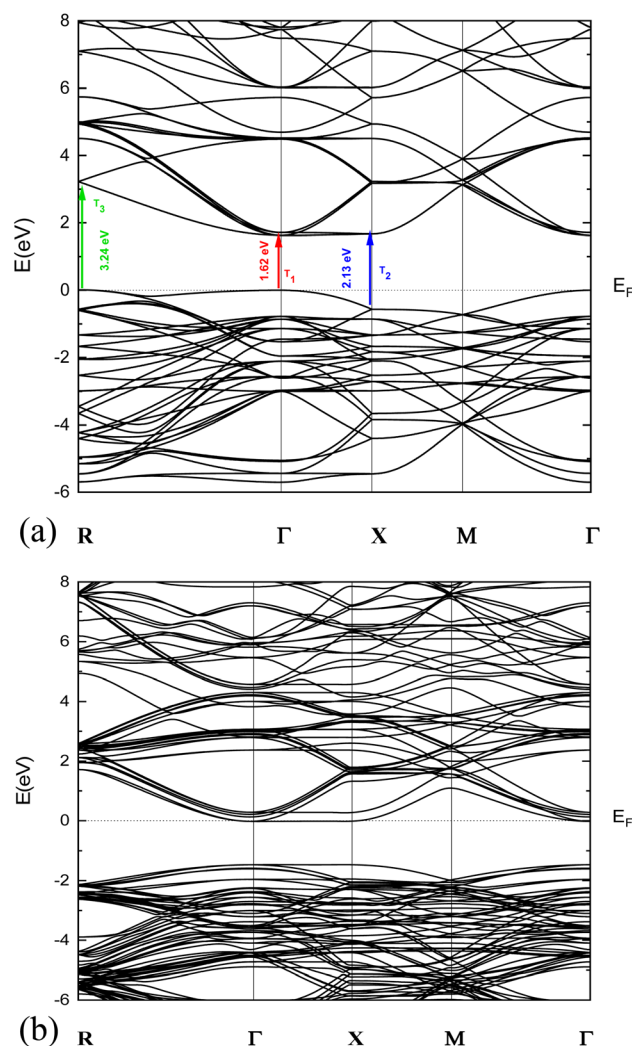 8
6
4
2
0
-2
-4
-6
E(eV)
T3
3.24 eV
1.62 eV
T1
2.13 eV
T2
EF
(a)
R Γ X M Γ
8
6
4
2
0
-2
-4
-6
E(eV)
EF
(b)
R Γ X M Γ